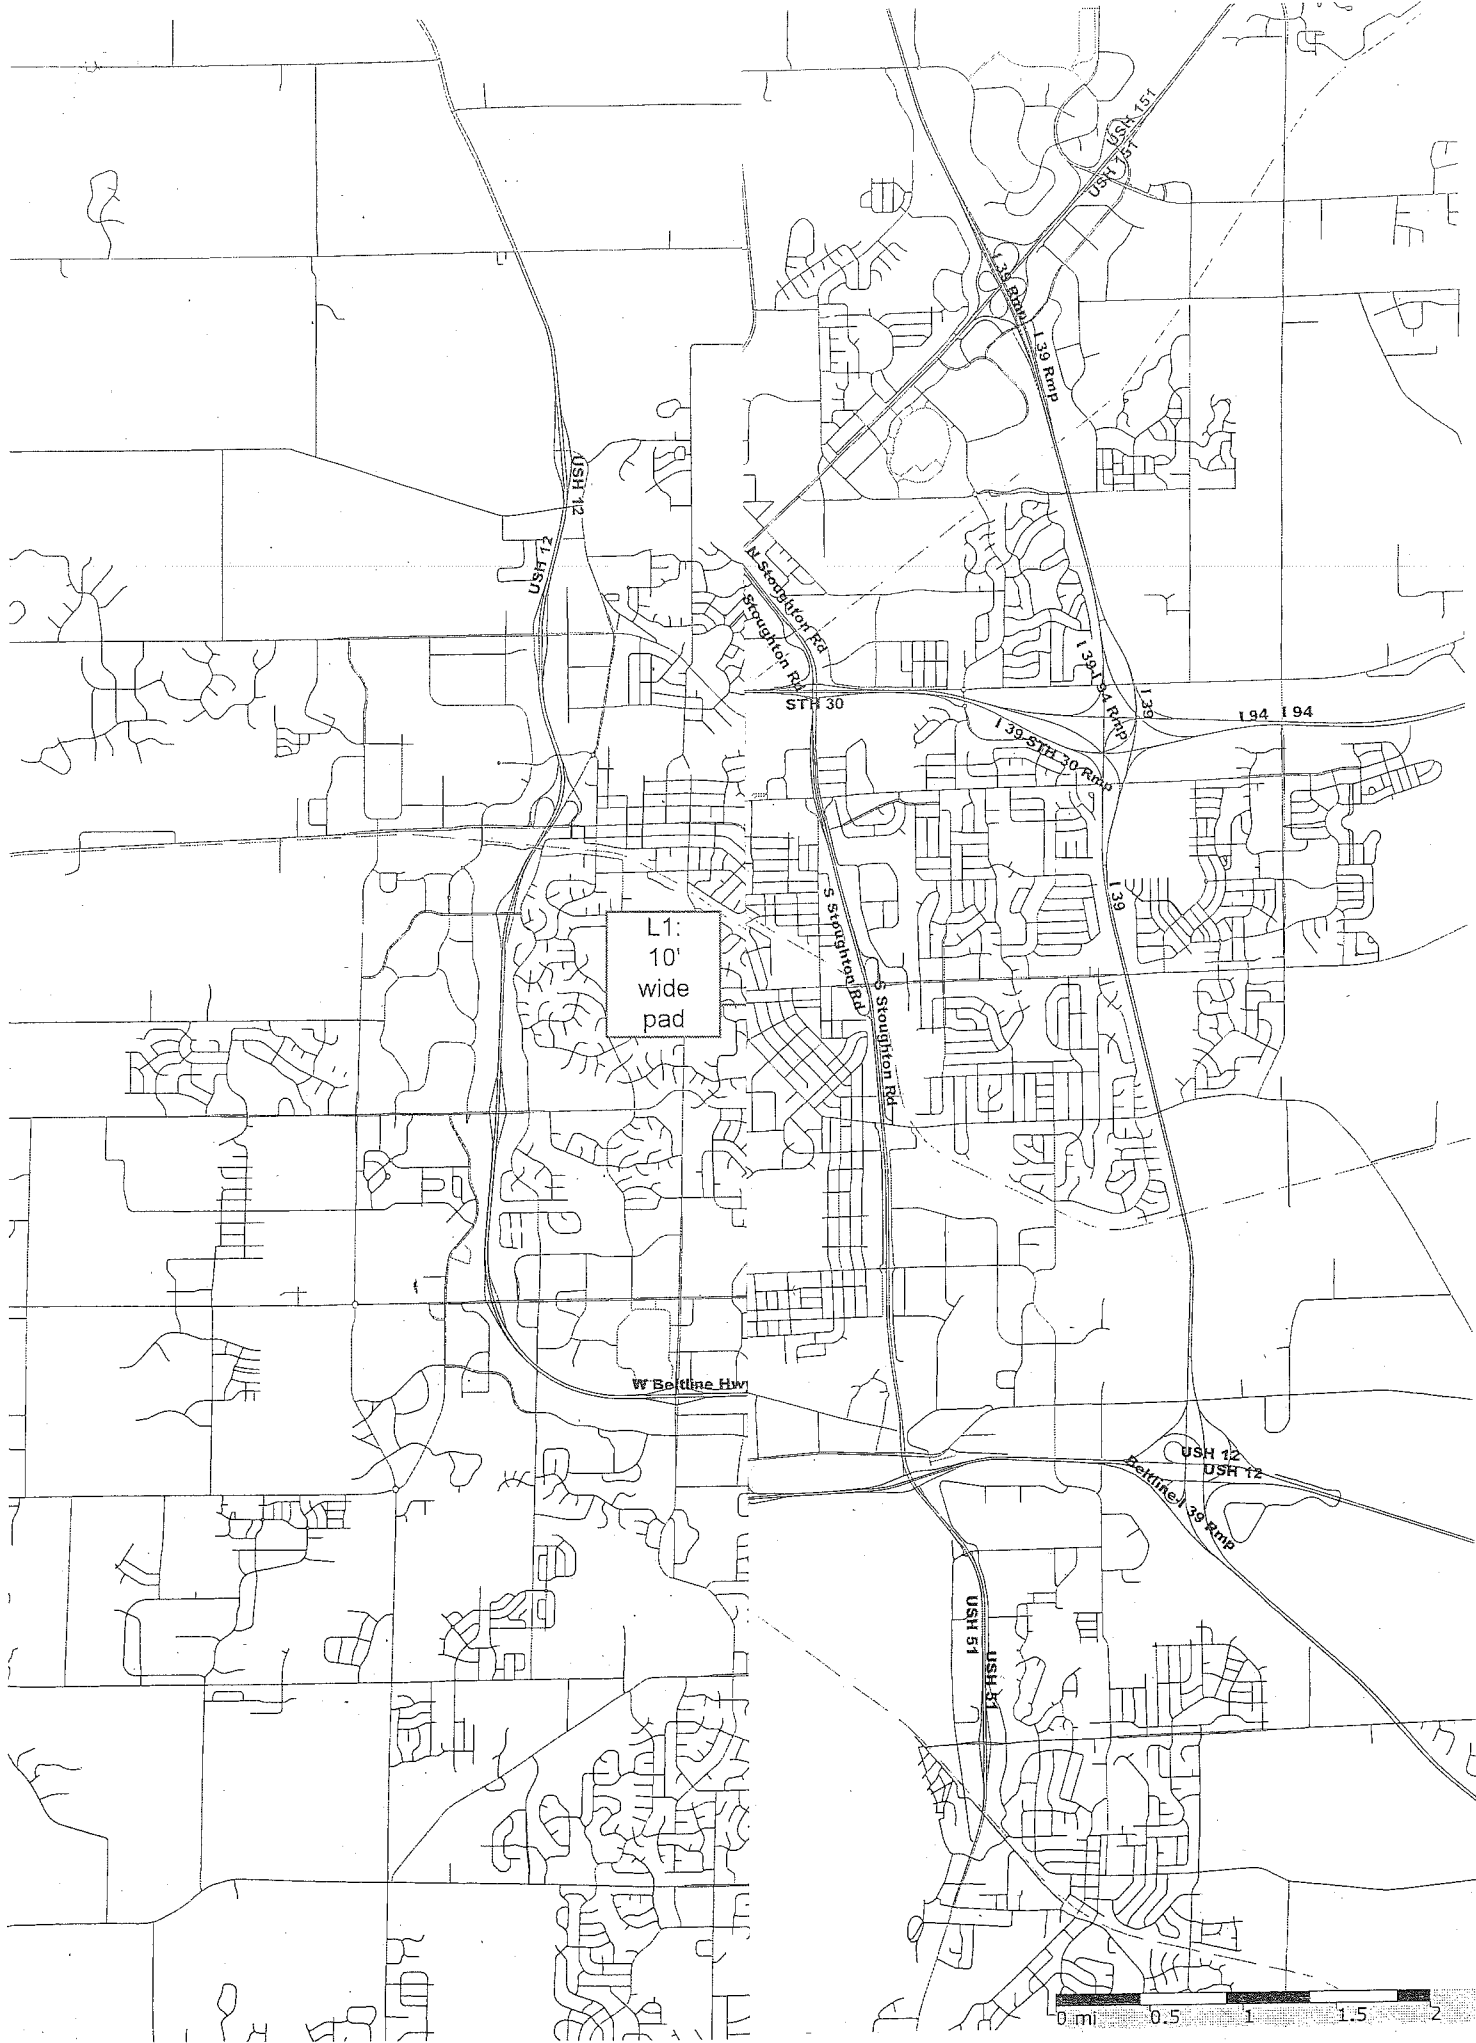 USH 151
USH 151
I 39 Rmp
I 39 Rmp
USH 12
USH 12
N Stoughton Rd
Stoughton Rd
STH 30
I 39-I 94 Rmp
I 39
I 94 I 94
I 39-STH 30 Rmp
I 39
S Stoughton Rd
S Stoughton Rd
L1:
10'
wide
pad
W Beltline Hwy
USH 12
USH 12
Beltline-I 39 Rmp
USH 51
USH 51
0 mi 0.5 1 1.5 2